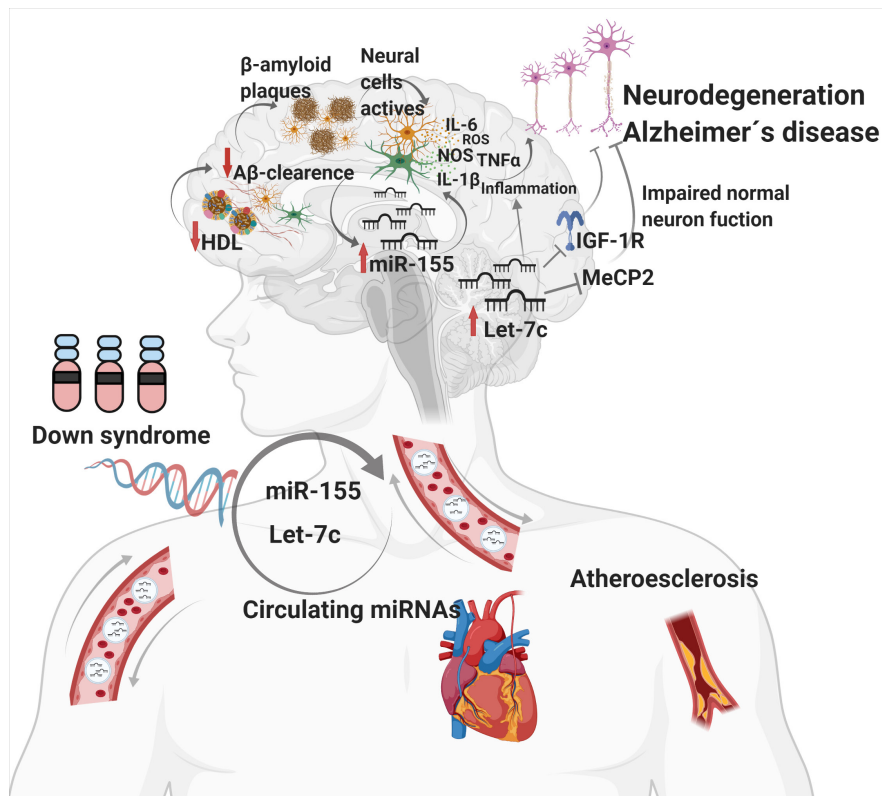 β-amyloid
plaques
Neural
cells
actives
IL-6
ROS
NOS
TNFα
IL-1β
Inflammation
Neurodegeneration
Alzheimer´s disease
Aβ-clearence
HDL
miR-155
Impaired normal
neuron fuction
IGF-1R
MeCP2
Let-7c
Down syndrome
miR-155
Let-7c
Circulating miRNAs
Atheroesclerosis